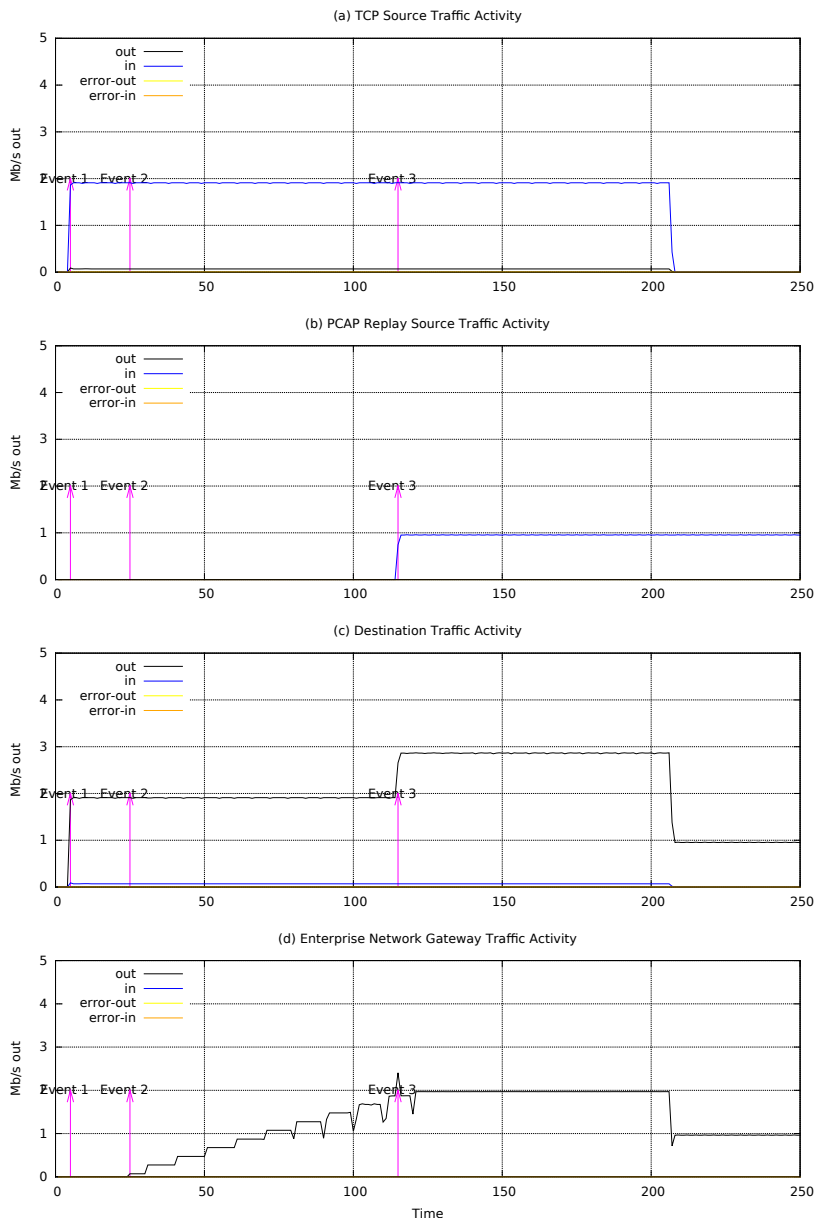 (a) TCP Source Traffic Activity
5
out
in
4
error-out
error-in
3
Mb/s out
2
Event 1
Event 2
Event 3
1
0
0
50
100
150
200
250
(b) PCAP Replay Source Traffic Activity
5
out
in
4
error-out
error-in
3
Mb/s out
2
Event 1
Event 2
Event 3
1
0
0
50
100
150
200
250
(c) Destination Traffic Activity
5
out
in
4
error-out
error-in
3
Mb/s out
2
Event 1
Event 2
Event 3
1
0
0
50
100
150
200
250
(d) Enterprise Network Gateway Traffic Activity
5
out
in
4
error-out
error-in
3
Mb/s out
2
Event 1
Event 2
Event 3
1
0
0
50
100
150
200
250
Time